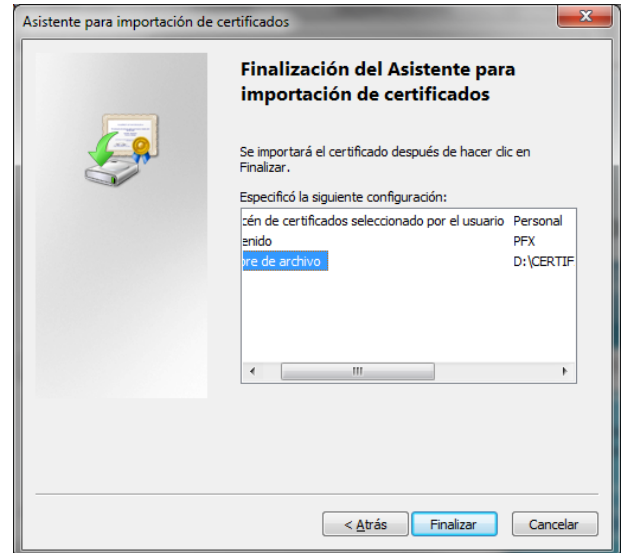 Asistente para importación de certificados
Finalización del Asistente para
importación de certificados
Se importará el certificado después de hacer clic en
Finalizar.
Especificó la siguiente configuración:
cén de certificados seleccionado por el usuario Personal
enido PFX
bre de archivo D:\CERTIF
< Atrás Finalizar Cancelar